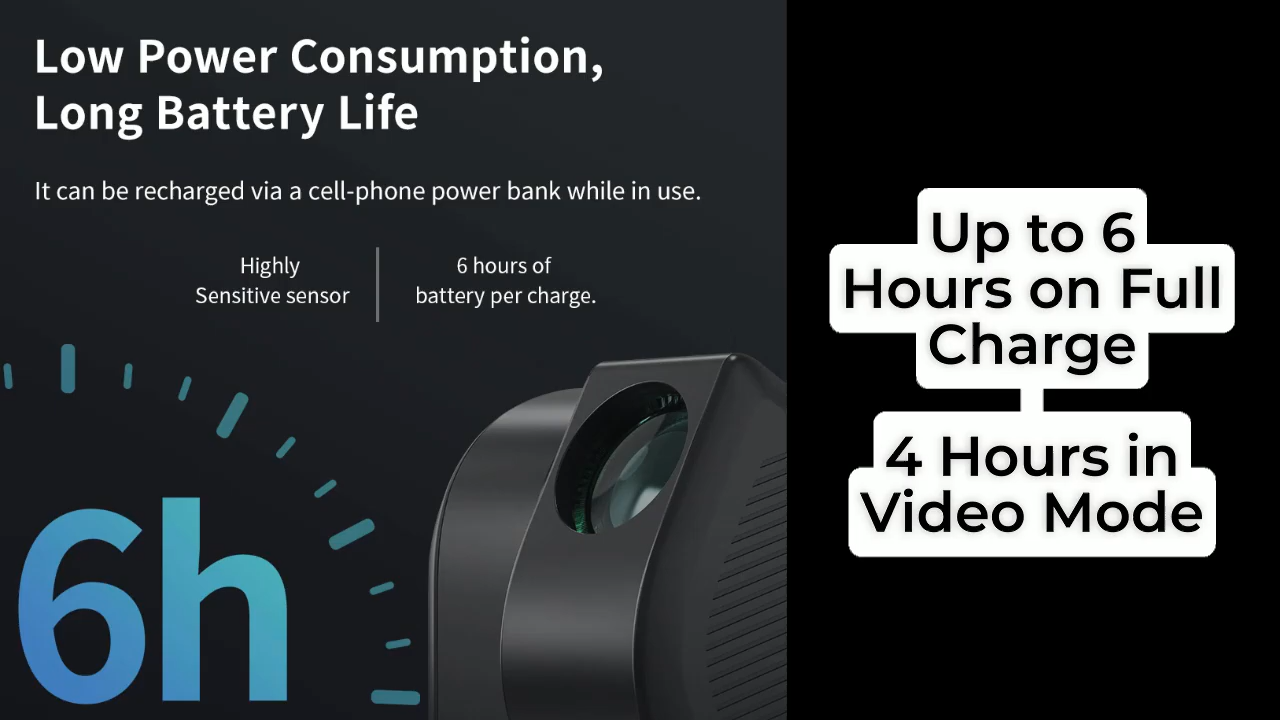 Low Power Consumption,
Long Battery Life
It can be recharged via a cell-phone power bank while in use.
Highly
Sensitive sensor
6 hours of
battery per charge.
6h
Up to 6
Hours on Full
Charge
4 Hours in
Video Mode